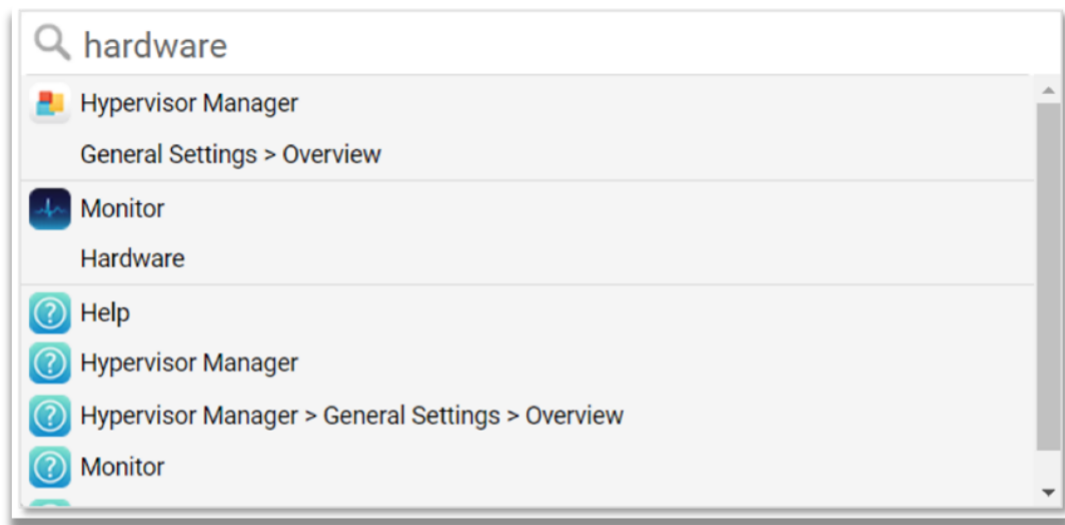 hardware
Hypervisor Manager
General Settings > Overview
Monitor
Hardware
Help
Hypervisor Manager
Hypervisor Manager > General Settings > Overview
Monitor